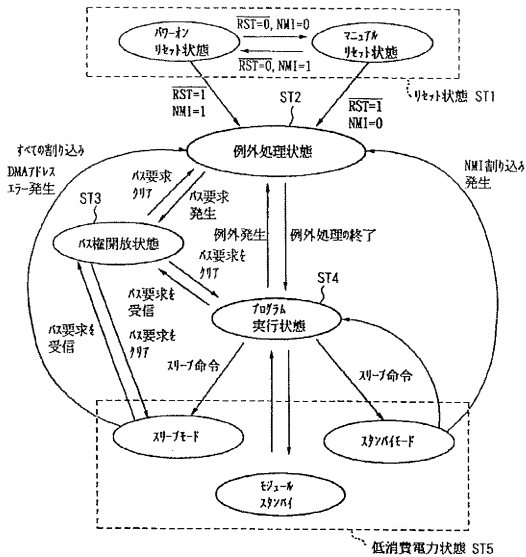 パワーオン
リセット状態
R̅S̅T̅=̅0̅, NMI=0
R̅S̅T̅=̅0̅, NMI=1
マニュアル
リセット状態
R̅S̅T̅=̅1̅
NMI=1
R̅S̅T̅=̅1̅
NMI=0
リセット状態 ST1
ST2
例外処理状態
すべての割り込み
DMAアドレス
エラー発生
NMI割り込み
発生
バス要求
クリア
バス要求
発生
ST3
バス権開放状態
例外発生
例外処理の終了
バス要求を
クリア
バス要求を
受信
ST4
プログラム
実行状態
バス要求を
受信
バス要求を
クリア
スリープ命令
スリープ命令
スリープモード
スタンバイモード
モジュール
スタンバイ
低消費電力状態 ST5